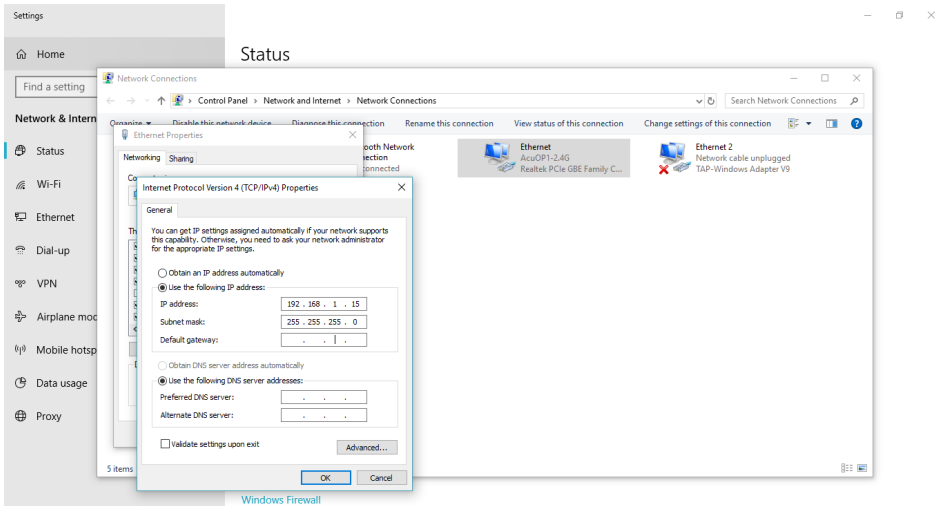 Settings
Home
Find a setting
Network & Intern
Status
Wi-Fi
Ethernet
Dial-up
VPN
Airplane mod
Mobile hotsp
Data usage
Proxy
Status
Windows Firewall
Network Connections
Control Panel › Network and Internet › Network Connections
Search Network Connections
Organize Disable this network device Diagnose this connection Rename this connection View status of this connection Change settings of this connection
ooth Network
nection
onnected
Ethernet
AcuOP1-2.4G
Realtek PCIe GBE Family C...
Ethernet 2
Network cable unplugged
TAP-Windows Adapter V9
5 items
Ethernet Properties
Networking Sharing
Co
Th
Internet Protocol Version 4 (TCP/IPv4) Properties
General
You can get IP settings assigned automatically if your network supports
this capability. Otherwise, you need to ask your network administrator
for the appropriate IP settings.
Obtain an IP address automatically
Use the following IP address:
IP address: 192 . 168 . 1 . 15
Subnet mask: 255 . 255 . 255 . 0
Default gateway: . . .
Obtain DNS server address automatically
Use the following DNS server addresses:
Preferred DNS server: . . .
Alternate DNS server: . . .
Validate settings upon exit
Advanced...
OK Cancel